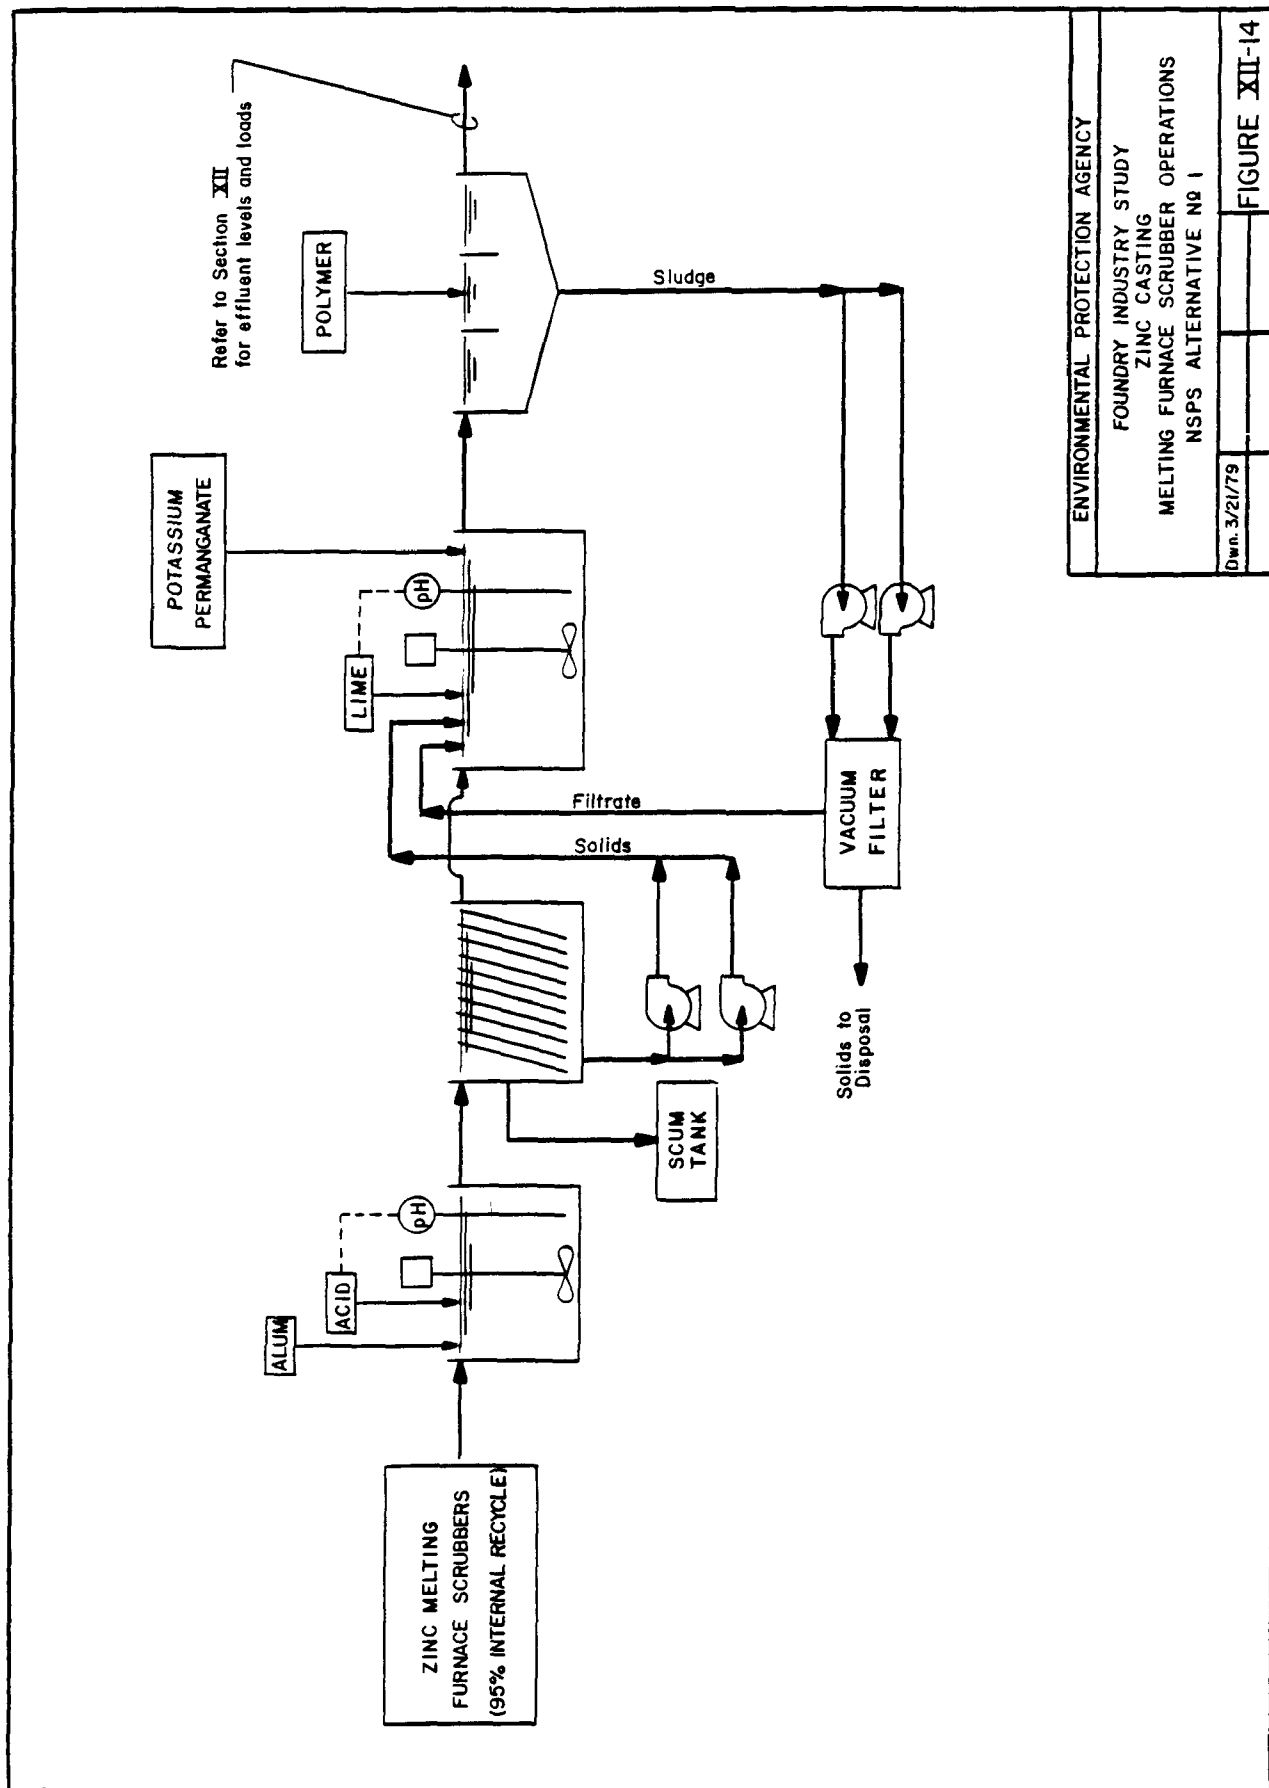 Refer to Section XII
for effluent levels and loads
POLYMER
POTASSIUM
PERMANGANATE
LIME
pH
ALUM
ACID
pH
ZINC MELTING
FURNACE SCRUBBERS
(95% INTERNAL RECYCLE)
SCUM
TANK
Solids
Filtrate
Sludge
VACUUM
FILTER
Solids to
Disposal
ENVIRONMENTAL PROTECTION AGENCY
FOUNDRY INDUSTRY STUDY
ZINC CASTING
MELTING FURNACE SCRUBBER OPERATIONS
NSPS ALTERNATIVE Nº 1
Dwn. 3/21/79
FIGURE XII-14